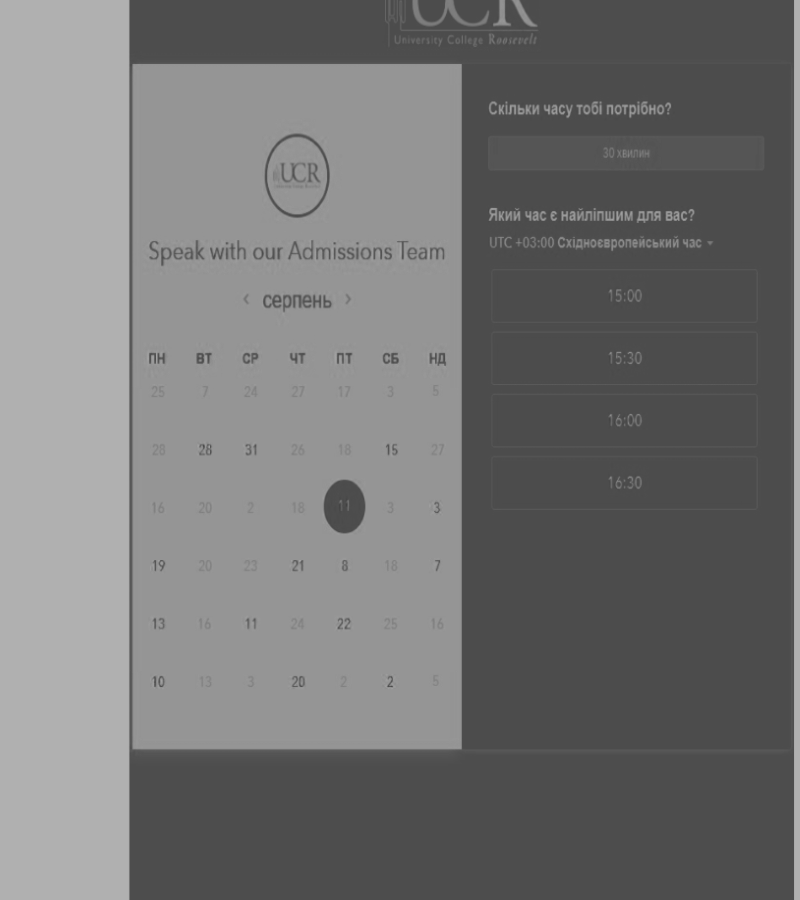 UCR
University College Roosevelt
UCR
Speak with our Admissions Team
‹ серпень ›
ПН ВТ СР ЧТ ПТ СБ НД
25 7 24 27 17 3 5
28 28 31 26 18 15 27
16 20 2 18 11 3 3
19 20 23 21 8 18 7
13 16 11 24 22 25 16
10 13 3 20 2 2 5
Скільки часу тобі потрібно?
30 хвилин
Який час є найліпшим для вас?
UTC +03:00 Східноєвропейський час
15:00
15:30
16:00
16:30